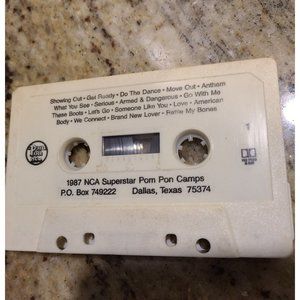 Showing Out • Get Ready • Do The Dance • Move Out • Anthem
What You See • Serious • Armed & Dangerous • Go With Me
These Boots • Let's Go • Someone Like You • Love • American
Body • We Connect • Brand New Lover • Rattle My Bones
1
1987 NCA Superstar Pom Pon Camps
P.O. Box 749222 Dallas, Texas 75374